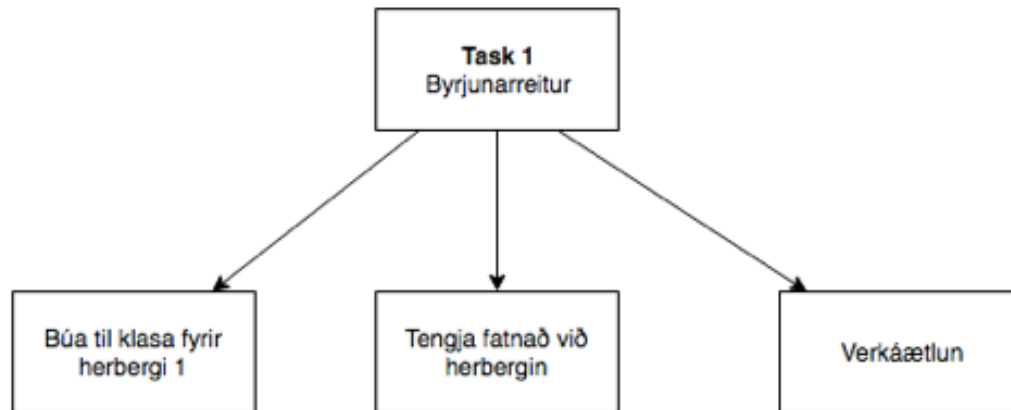 Task 1
Byrjunarreitur
Búa til klasa fyrir
herbergi 1
Tengja fatnað við
herbergin
Verkáætlun